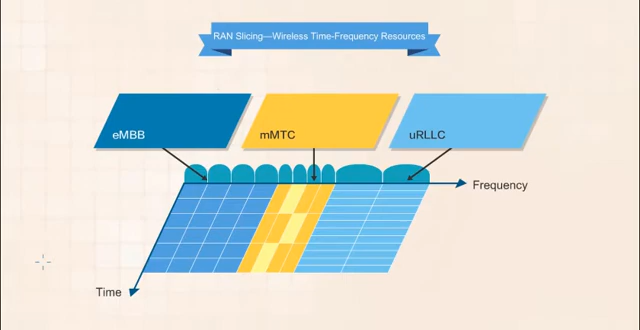 RAN Slicing—Wireless Time-Frequency Resources
eMBB
mMTC
uRLLC
Frequency
Time